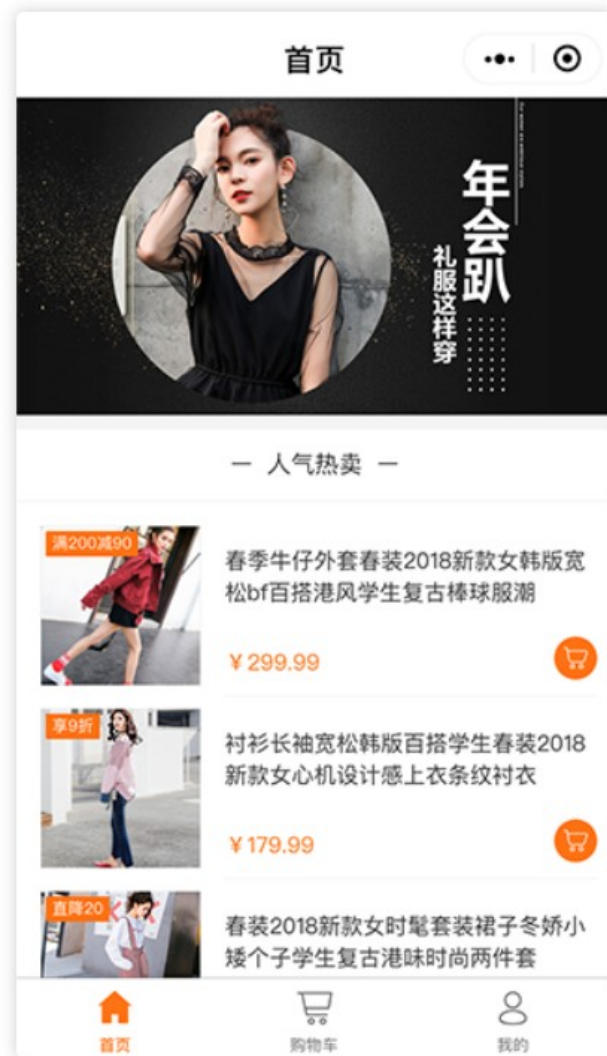 首页
年会趴
礼服这样穿
— 人气热卖 —
满200减90
春季牛仔外套春装2018新款女韩版宽
松bf百搭港风学生复古棒球服潮
¥299.99
享9折
衬衫长袖宽松韩版百搭学生春装2018
新款女心机设计感上衣条纹衬衣
¥179.99
直降20
春装2018新款女时髦套装裙子冬娇小
矮个子学生复古港味时尚两件套
首页
购物车
我的